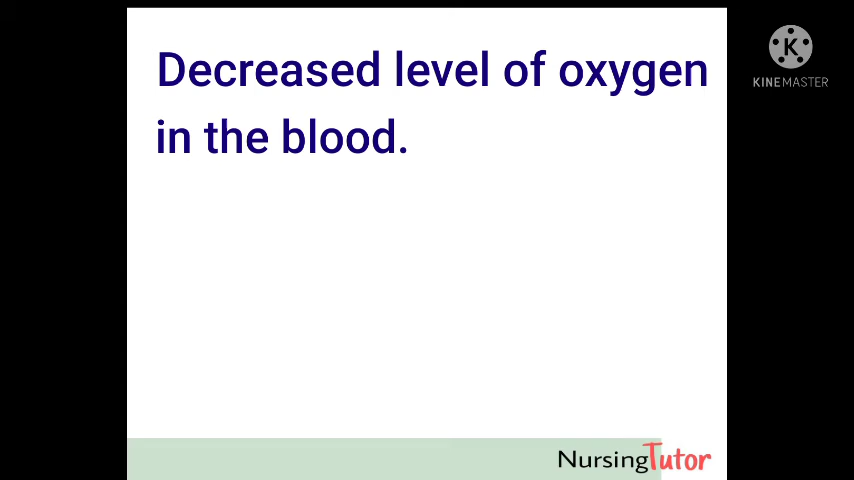 Decreased level of oxygen
in the blood.
K
KINEMASTER
NursingTutor